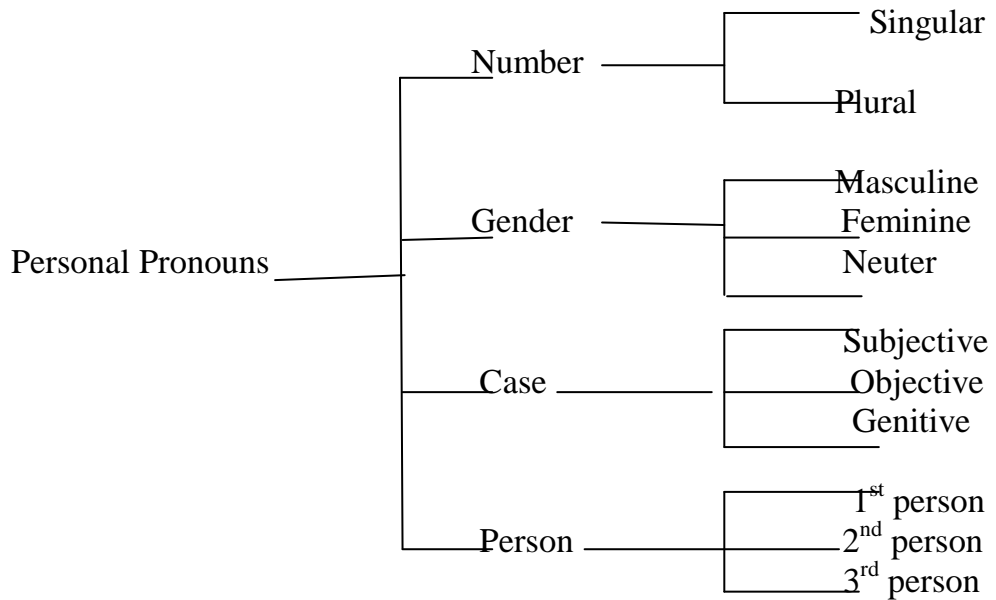 Singular
Number
Plural
Masculine
Gender
Feminine
Personal Pronouns
Neuter
Subjective
Case
Objective
Genitive
1st person
Person
2nd person
3rd person